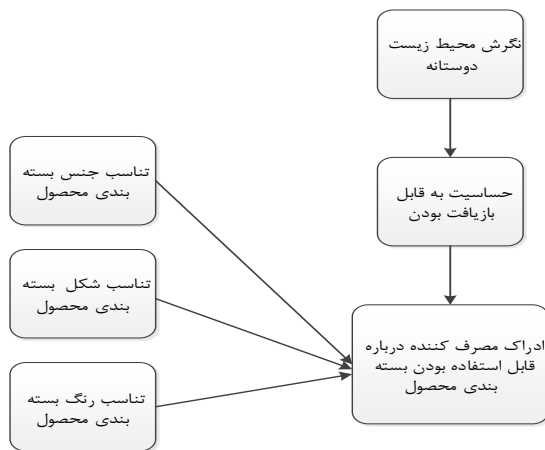 نگرش محیط زیست
دوستانه
حساسیت به قابل
بازیافت بودن
تناسب جنس بسته
بندی محصول
تناسب شکل بسته
بندی محصول
تناسب رنگ بسته
بندی محصول
ادراک مصرف کننده درباره
قابل استفاده بودن بسته
بندی محصول